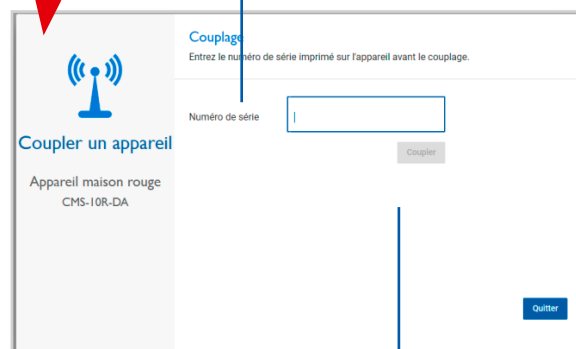 Couplage
Entrez le numéro de série imprimé sur l'appareil avant le couplage.
Numéro de série
Coupler
Coupler un appareil
Appareil maison rouge
CMS-10R-DA
Quitter